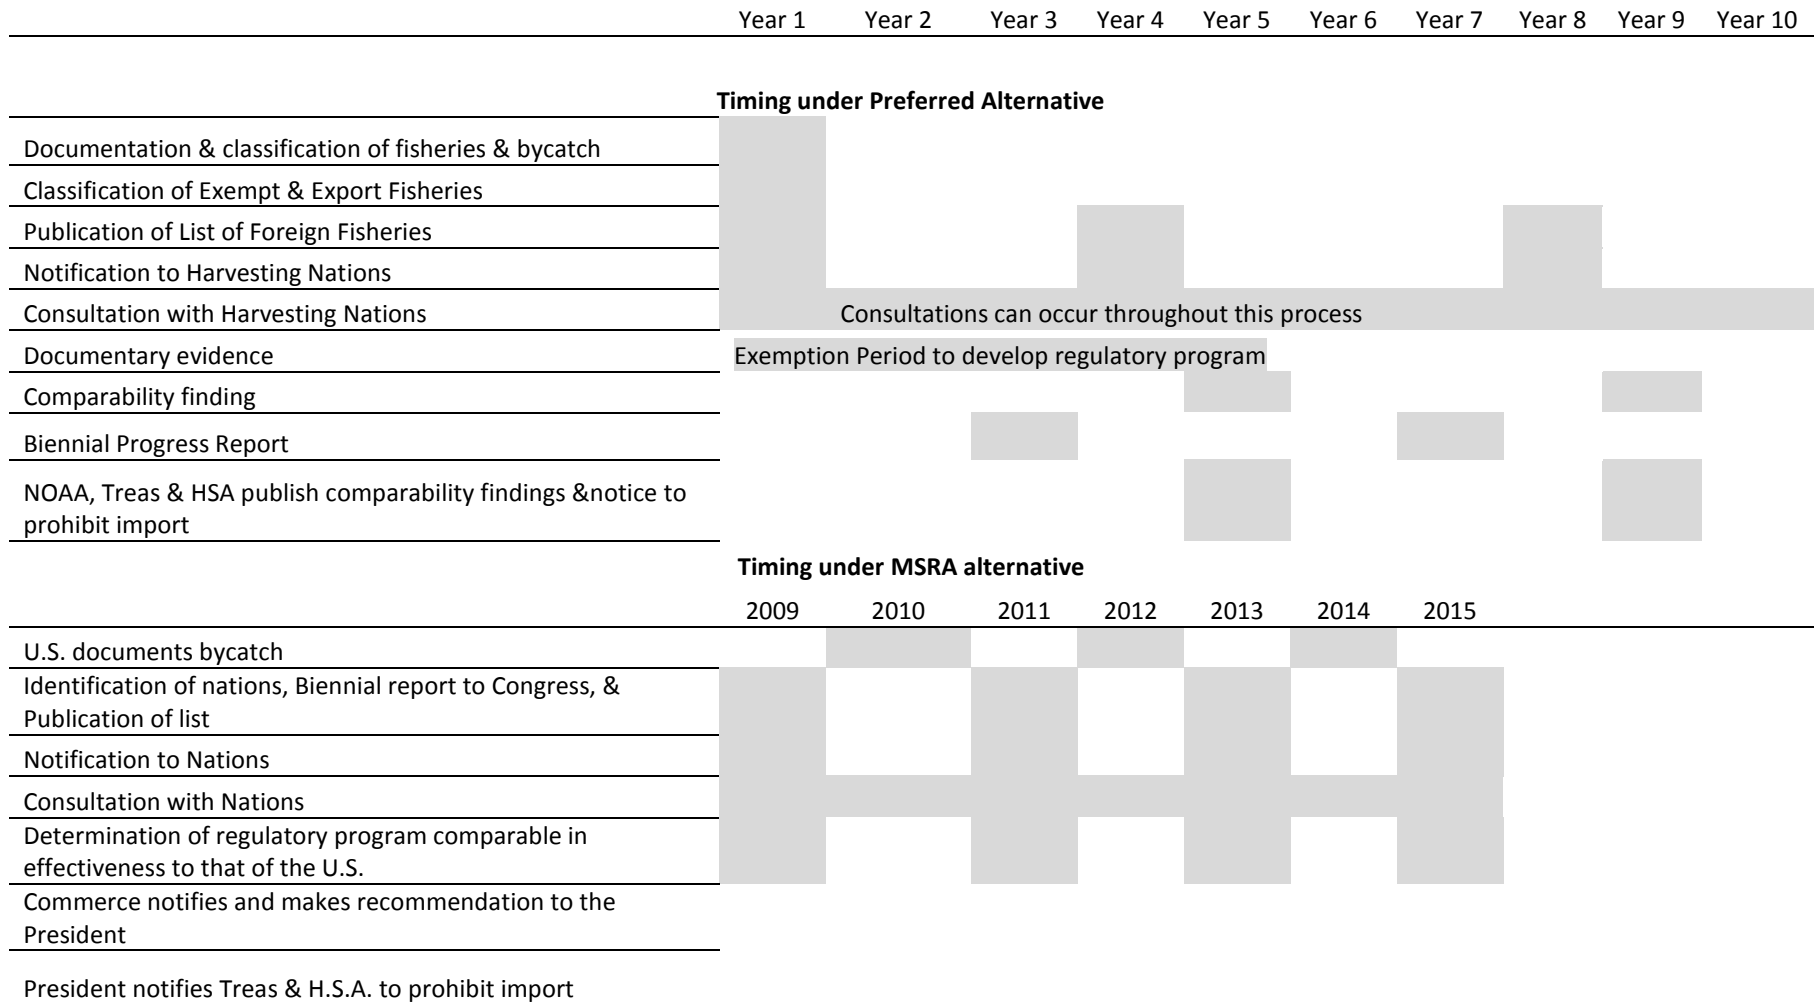 Year 1 Year 2 Year 3 Year 4 Year 5 Year 6 Year 7 Year 8 Year 9 Year 10
Timing under Preferred Alternative
Documentation & classification of fisheries & bycatch
Classification of Exempt & Export Fisheries
Publication of List of Foreign Fisheries
Notification to Harvesting Nations
Consultation with Harvesting Nations Consultations can occur throughout this process
Documentary evidence Exemption Period to develop regulatory program
Comparability finding
Biennial Progress Report
NOAA, Treas & HSA publish comparability findings &notice to
prohibit import
Timing under MSRA alternative
2009 2010 2011 2012 2013 2014 2015
U.S. documents bycatch
Identification of nations, Biennial report to Congress, &
Publication of list
Notification to Nations
Consultation with Nations
Determination of regulatory program comparable in
effectiveness to that of the U.S.
Commerce notifies and makes recommendation to the
President
President notifies Treas & H.S.A. to prohibit import